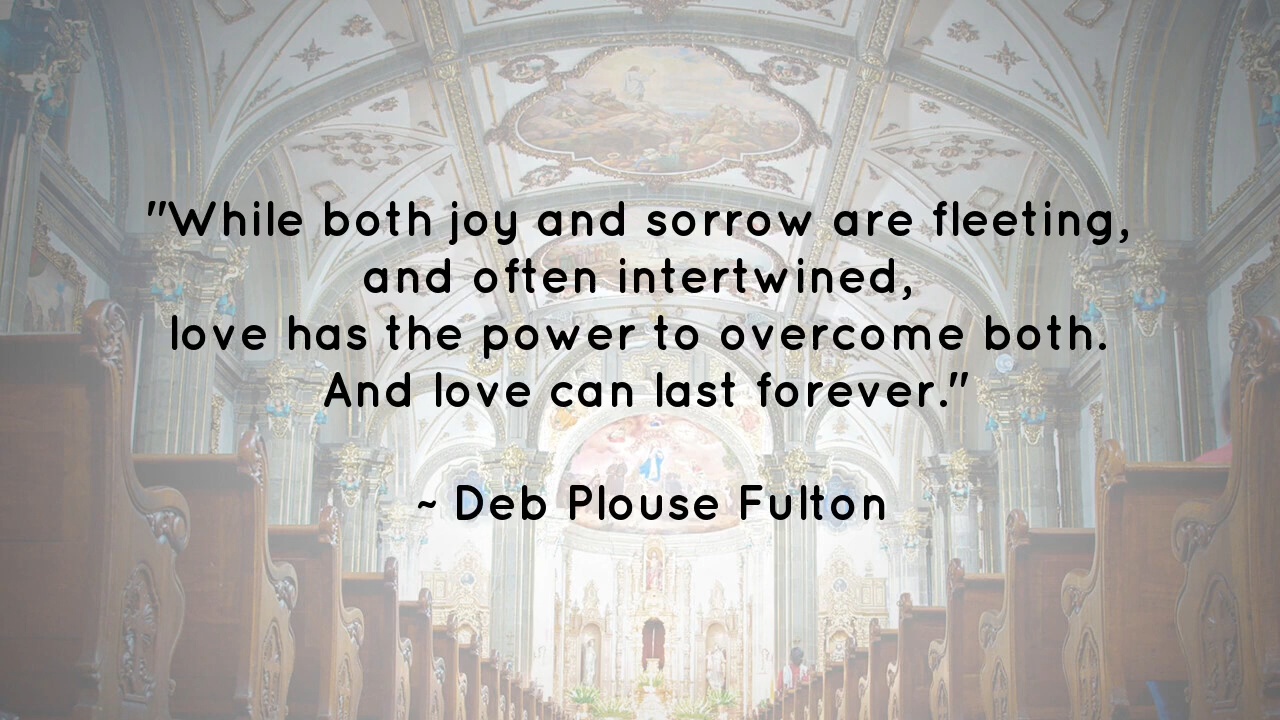 "While both joy and sorrow are fleeting,
and often intertwined,
love has the power to overcome both.
And love can last forever."
~ Deb Plouse Fulton